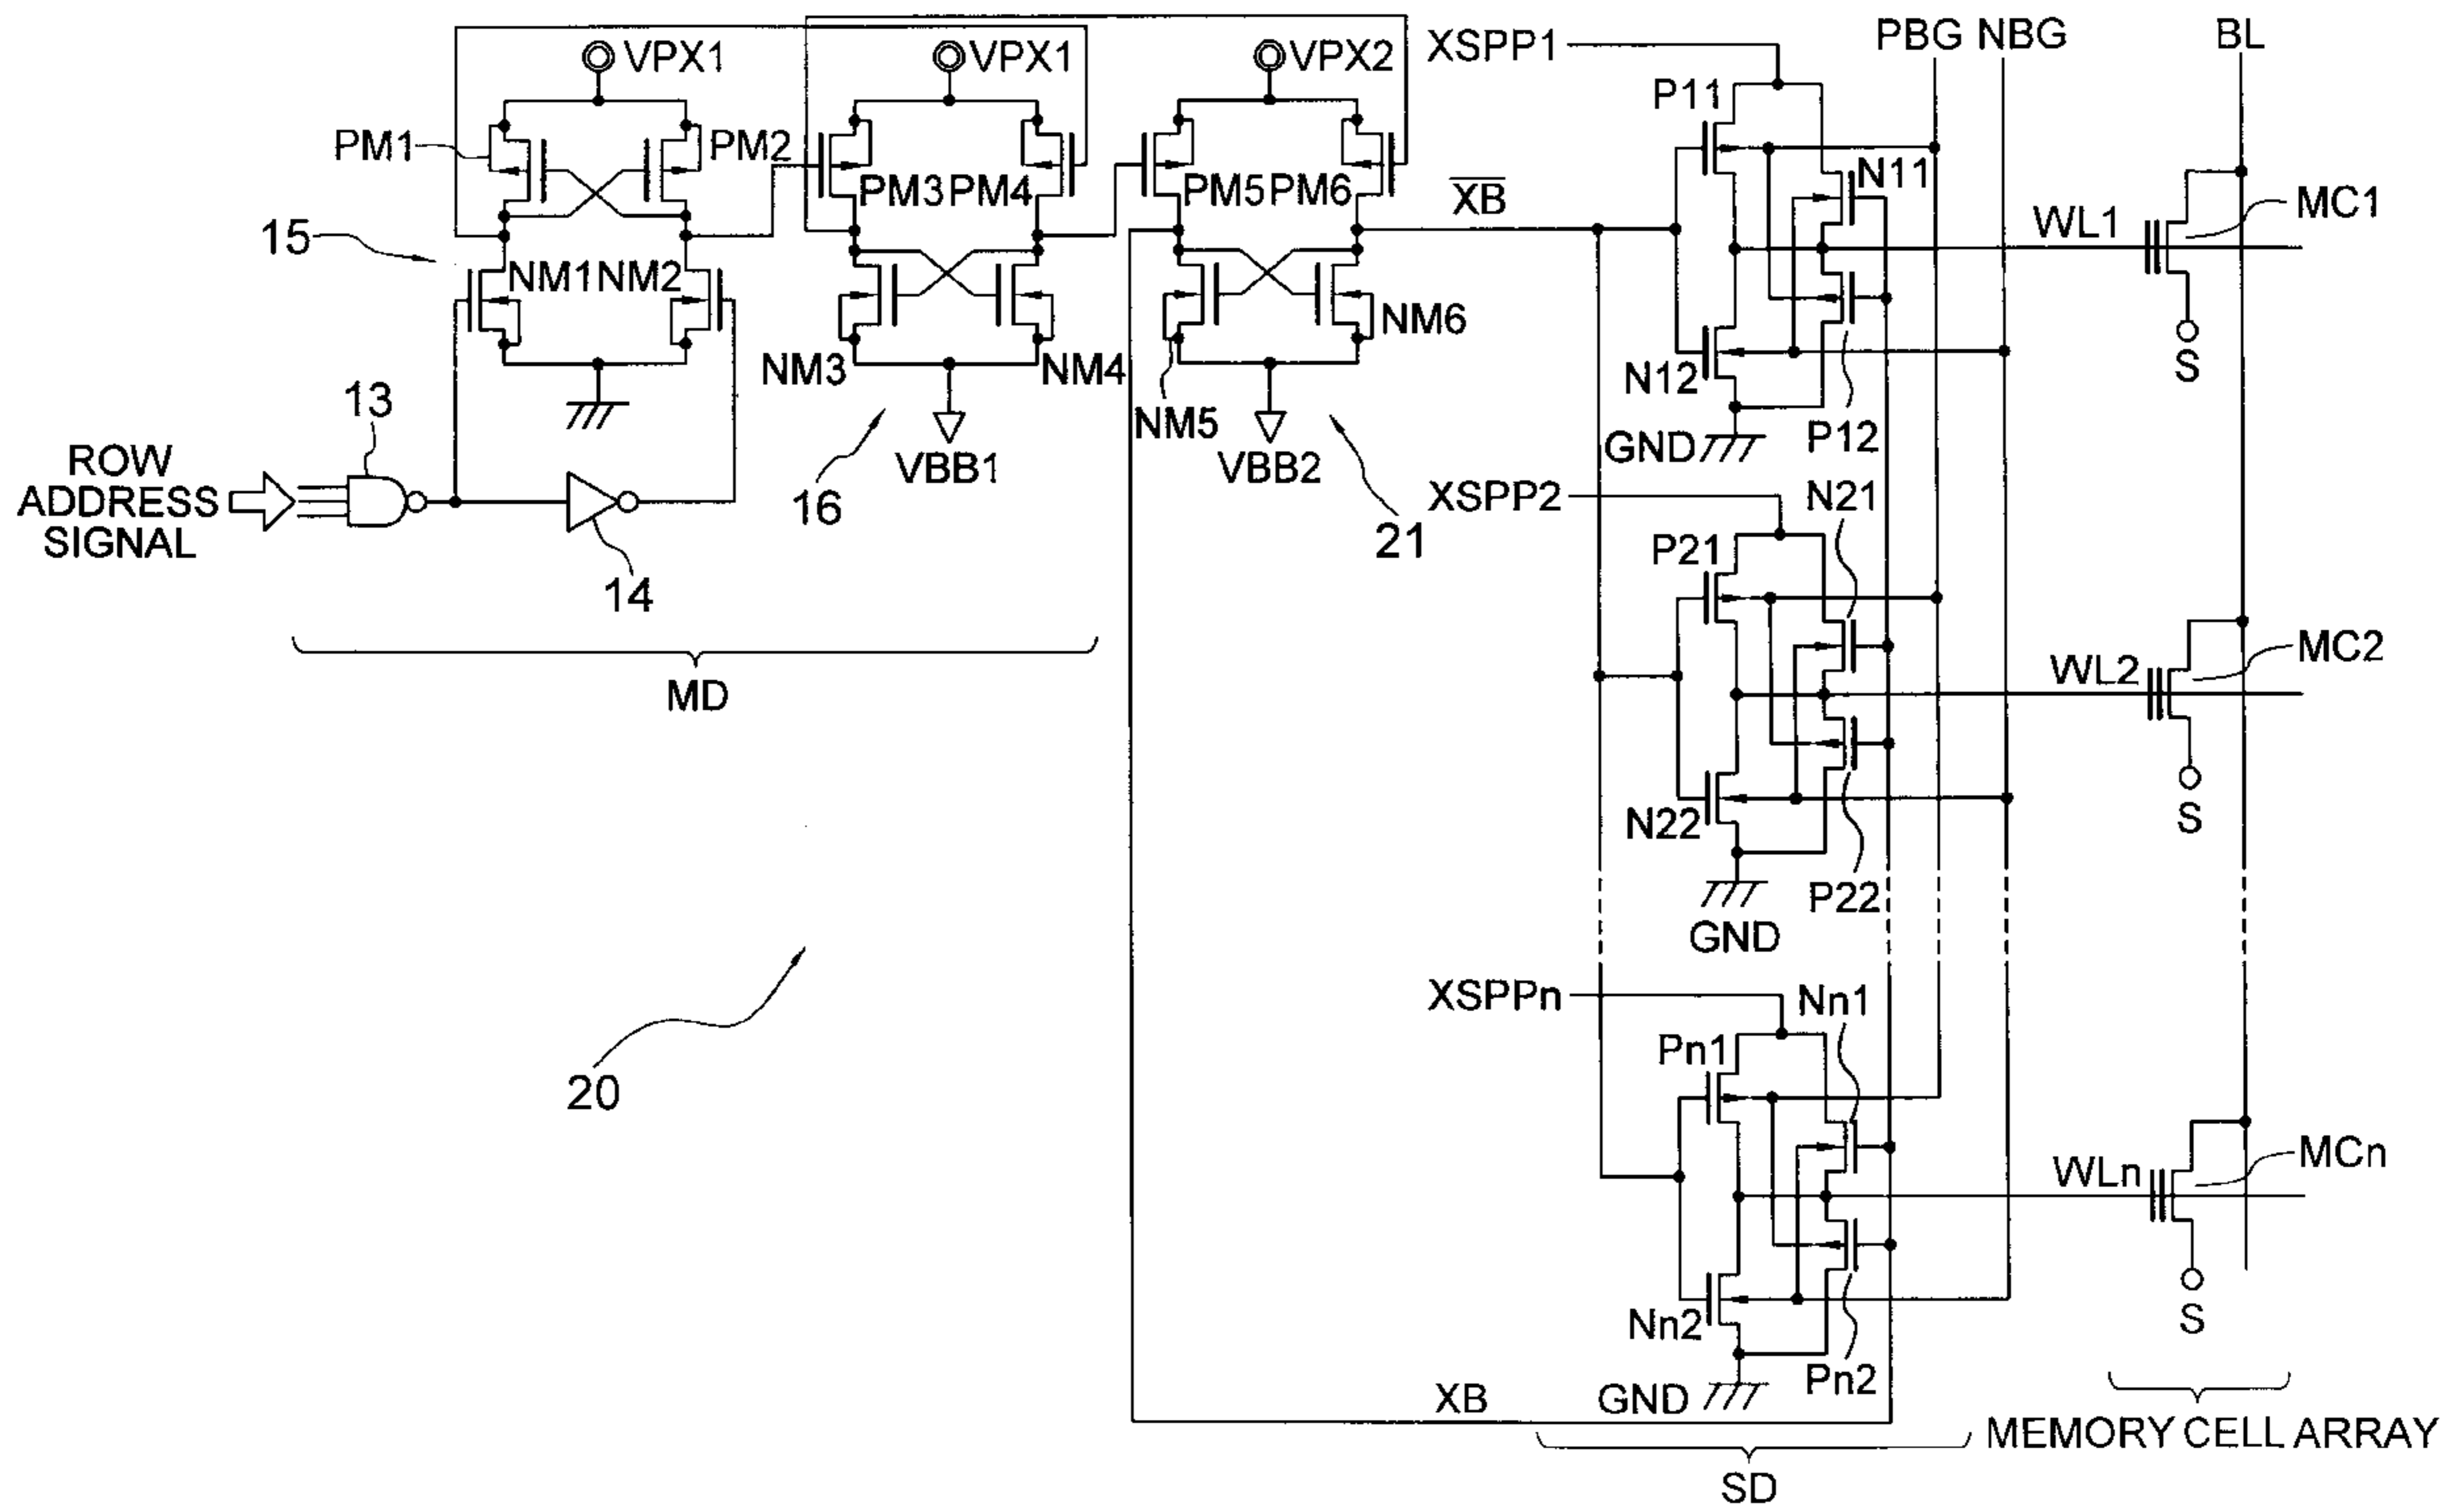 VPX1
VPX1
VPX2
XSPP1
PBG NBG
BL
P11
PM1
PM2
PM3 PM4
PM5 PM6
N11
XB
MC1
WL1
15
NM1 NM2
NM6
S
NM3
NM4
N12
13
NM5
P12
GND
ROW
ADDRESS
SIGNAL
VBB1
VBB2
16
XSPP2
N21
21
P21
14
MC2
WL2
MD
S
N22
P22
GND
XSPPn
Nn1
Pn1
20
MCn
WLn
Nn2
S
Pn2
GND
XB
MEMORY CELL ARRAY
SD